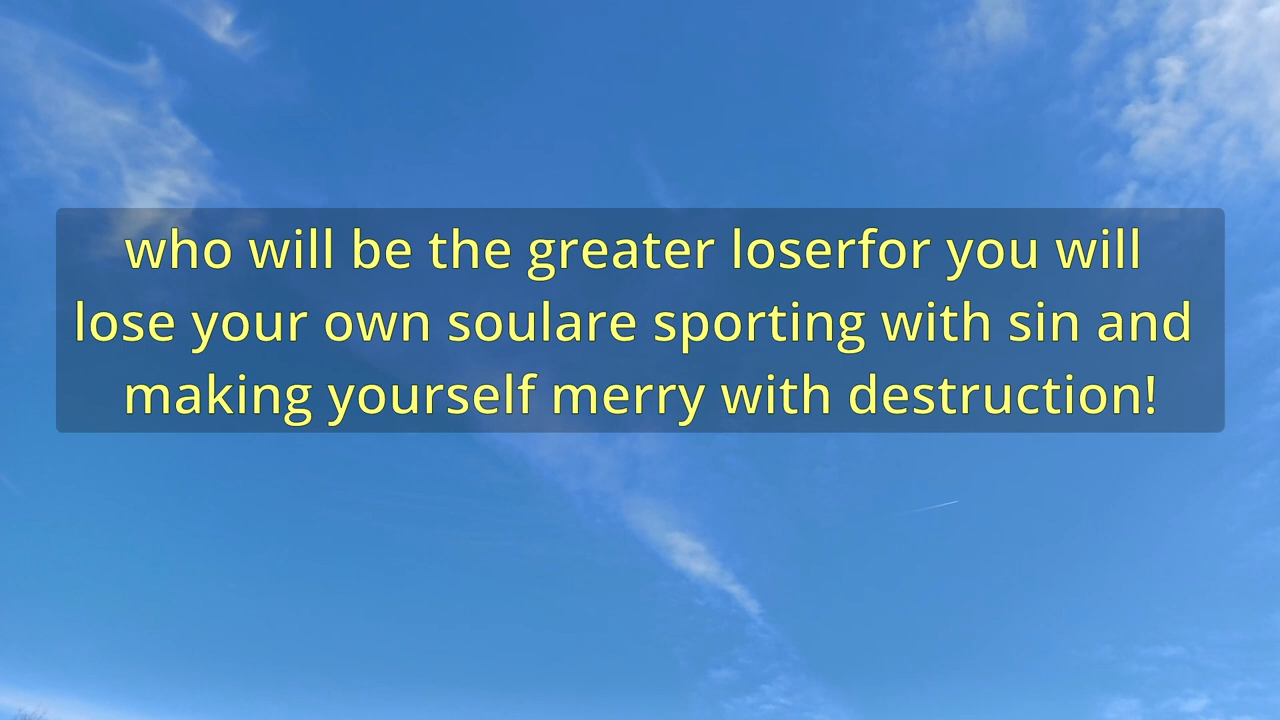 who will be the greater loserfor you will
lose your own soulare sporting with sin and
making yourself merry with destruction!